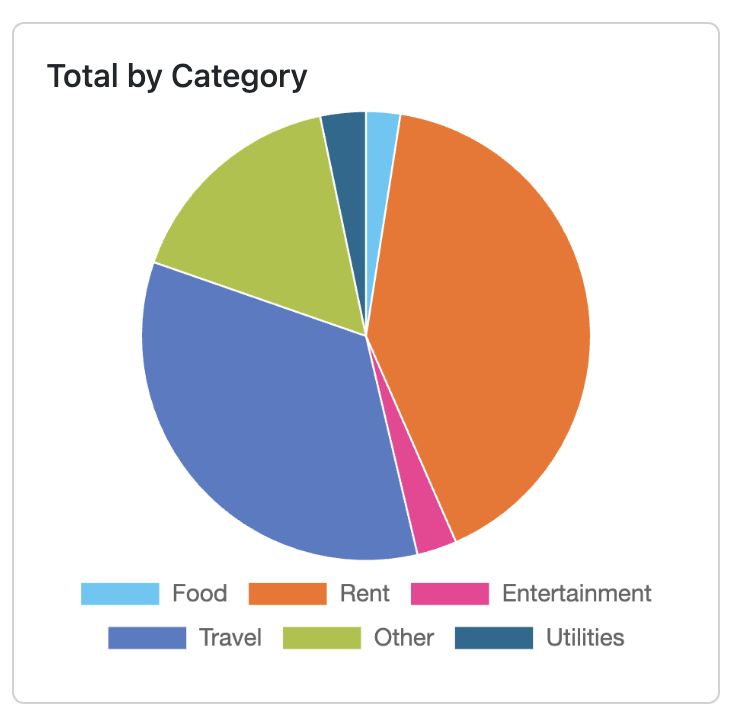 Total by Category
Food Rent Entertainment
Travel Other Utilities